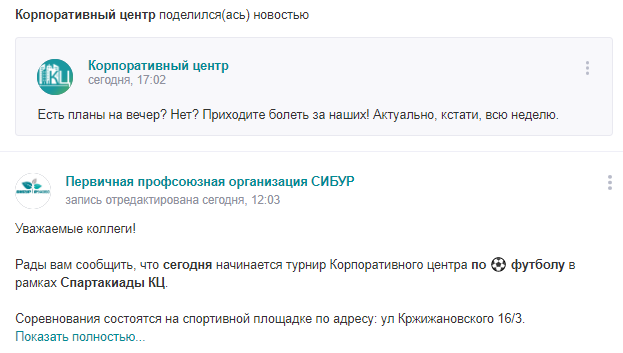 Корпоративный центр поделился(ась) новостью
Корпоративный центр
сегодня, 17:02
Есть планы на вечер? Нет? Приходите болеть за наших! Актуально, кстати, всю неделю.
Первичная профсоюзная организация СИБУР
запись отредактирована сегодня, 12:03
Уважаемые коллеги!
Рады вам сообщить, что сегодня начинается турнир Корпоративного центра по ⚽ футболу в
рамках Спартакиады КЦ.
Соревнования состоятся на спортивной площадке по адресу: ул Кржижановского 16/3.
Показать полностью...